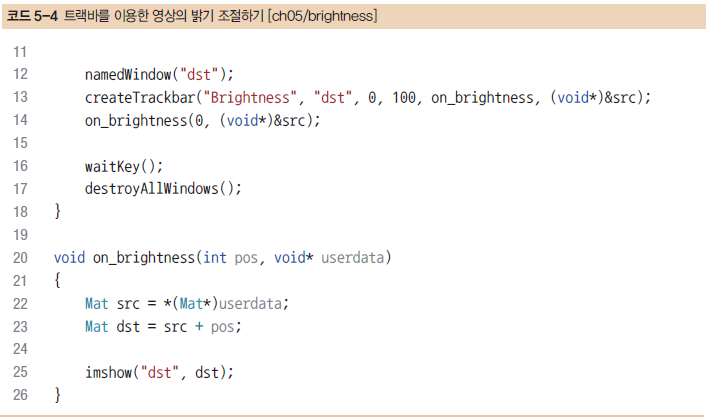 코드 5-4 트랙바를 이용한 영상의 밝기 조절하기 [ch05/brightness]
11
12 namedWindow("dst");
13 createTrackbar("Brightness", "dst", 0, 100, on_brightness, (void*)&src);
14 on_brightness(0, (void*)&src);
15
16 waitKey();
17 destroyAllWindows();
18 }
19
20 void on_brightness(int pos, void* userdata)
21 {
22 Mat src = *(Mat*)userdata;
23 Mat dst = src + pos;
24
25 imshow("dst", dst);
26 }